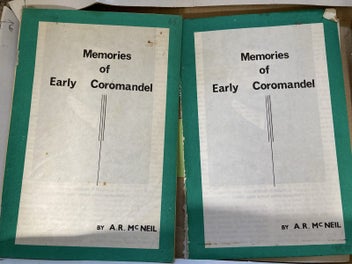 Memories
of
Early Coromandel
BY A.R. McNEIL
Memories
of
Early Coromandel
BY A.R. McNEIL